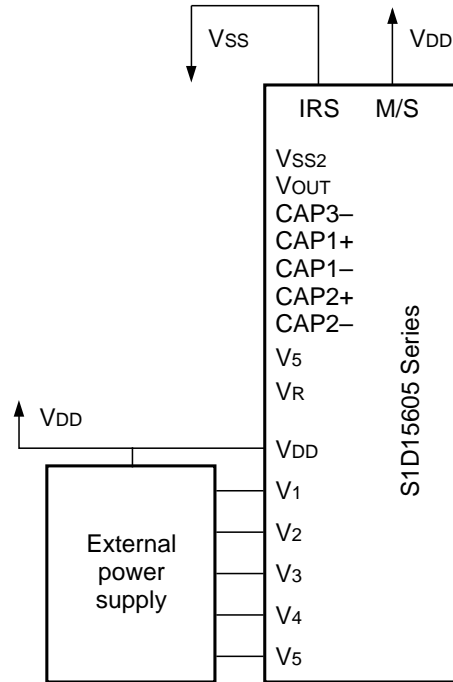 VSS
VDD
IRS M/S
VSS2
VOUT
CAP3–
CAP1+
CAP1–
CAP2+
CAP2–
V5
VR
S1D15605 Series
VDD
VDD
V1
V2
V3
V4
V5
External
power
supply